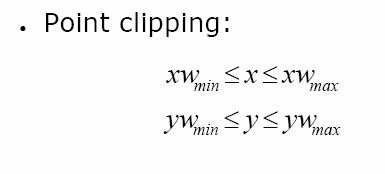 • Point clipping:
xw_min ≤ x ≤ xw_max
yw_min ≤ y ≤ yw_max